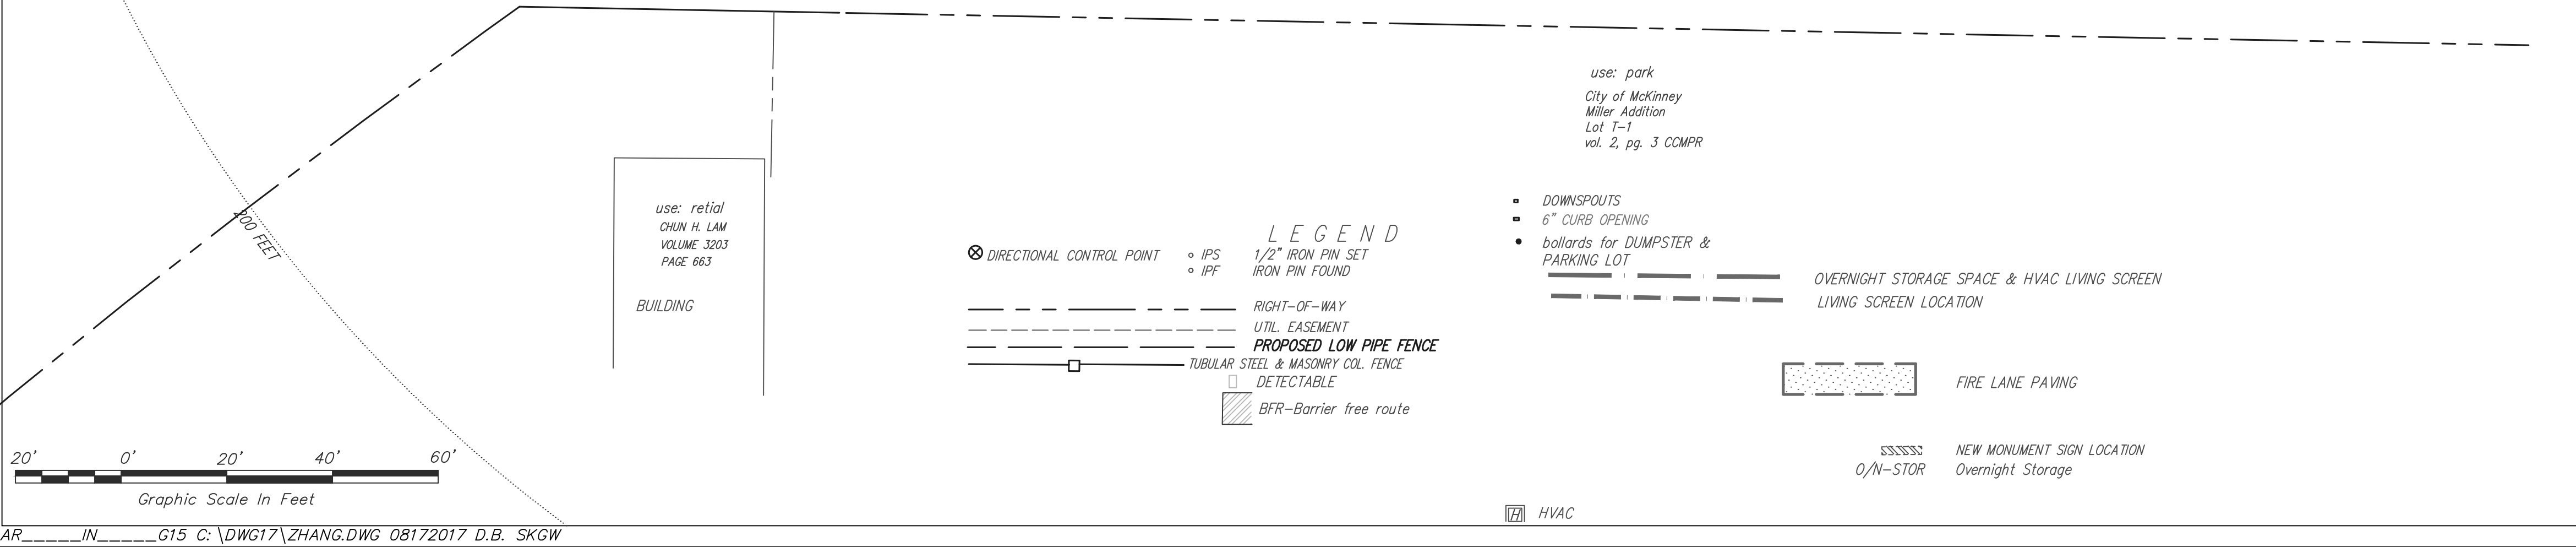 use: park
City of McKinney
Miller Addition
Lot T-1
vol. 2, pg. 3 CCMPR
200 FEET
use: retial
CHUN H. LAM
VOLUME 3203
PAGE 663
BUILDING
LEGEND
DIRECTIONAL CONTROL POINT
IPS 1/2" IRON PIN SET
IPF IRON PIN FOUND
RIGHT-OF-WAY
UTIL. EASEMENT
PROPOSED LOW PIPE FENCE
TUBULAR STEEL & MASONRY COL. FENCE
DETECTABLE
BFR-Barrier free route
DOWNSPOUTS
6" CURB OPENING
bollards for DUMPSTER &
PARKING LOT
OVERNIGHT STORAGE SPACE & HVAC LIVING SCREEN
LIVING SCREEN LOCATION
FIRE LANE PAVING
NEW MONUMENT SIGN LOCATION
O/N-STOR Overnight Storage
H HVAC
20' 0' 20' 40' 60'
Graphic Scale In Feet
AR_____IN_____G15 C:\DWG17\ZHANG.DWG 08172017 D.B. SKGW